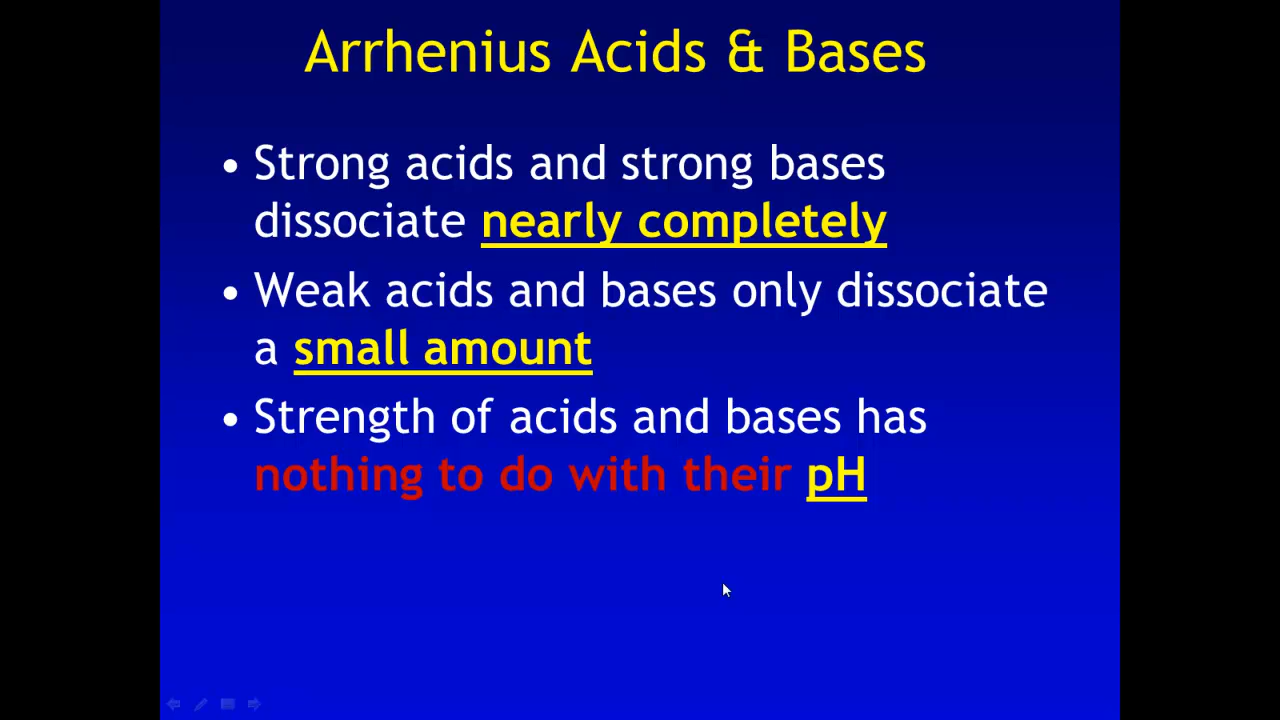 Arrhenius Acids & Bases
• Strong acids and strong bases
dissociate nearly completely
• Weak acids and bases only dissociate
a small amount
• Strength of acids and bases has
nothing to do with their pH